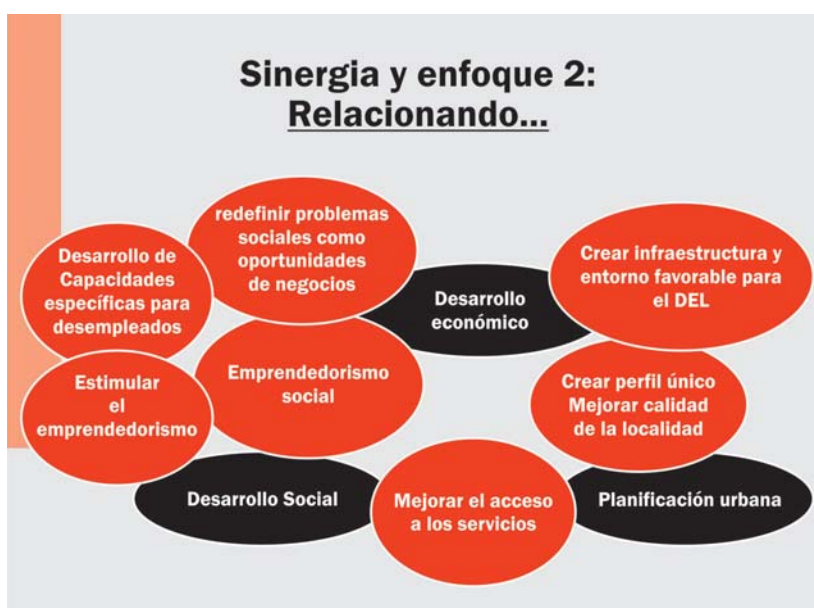 Sinergia y enfoque 2:
Relacionando...
redefinir problemas
sociales como
oportunidades
de negocios
Desarrollo de
Capacidades
específicas para
desempleados
Crear infraestructura y
entorno favorable para
el DEL
Desarrollo
económico
Estimular
el
emprendedorismo
Emprendedorismo
social
Crear perfil único
Mejorar calidad
de la localidad
Desarrollo Social
Mejorar el acceso
a los servicios
Planificación urbana